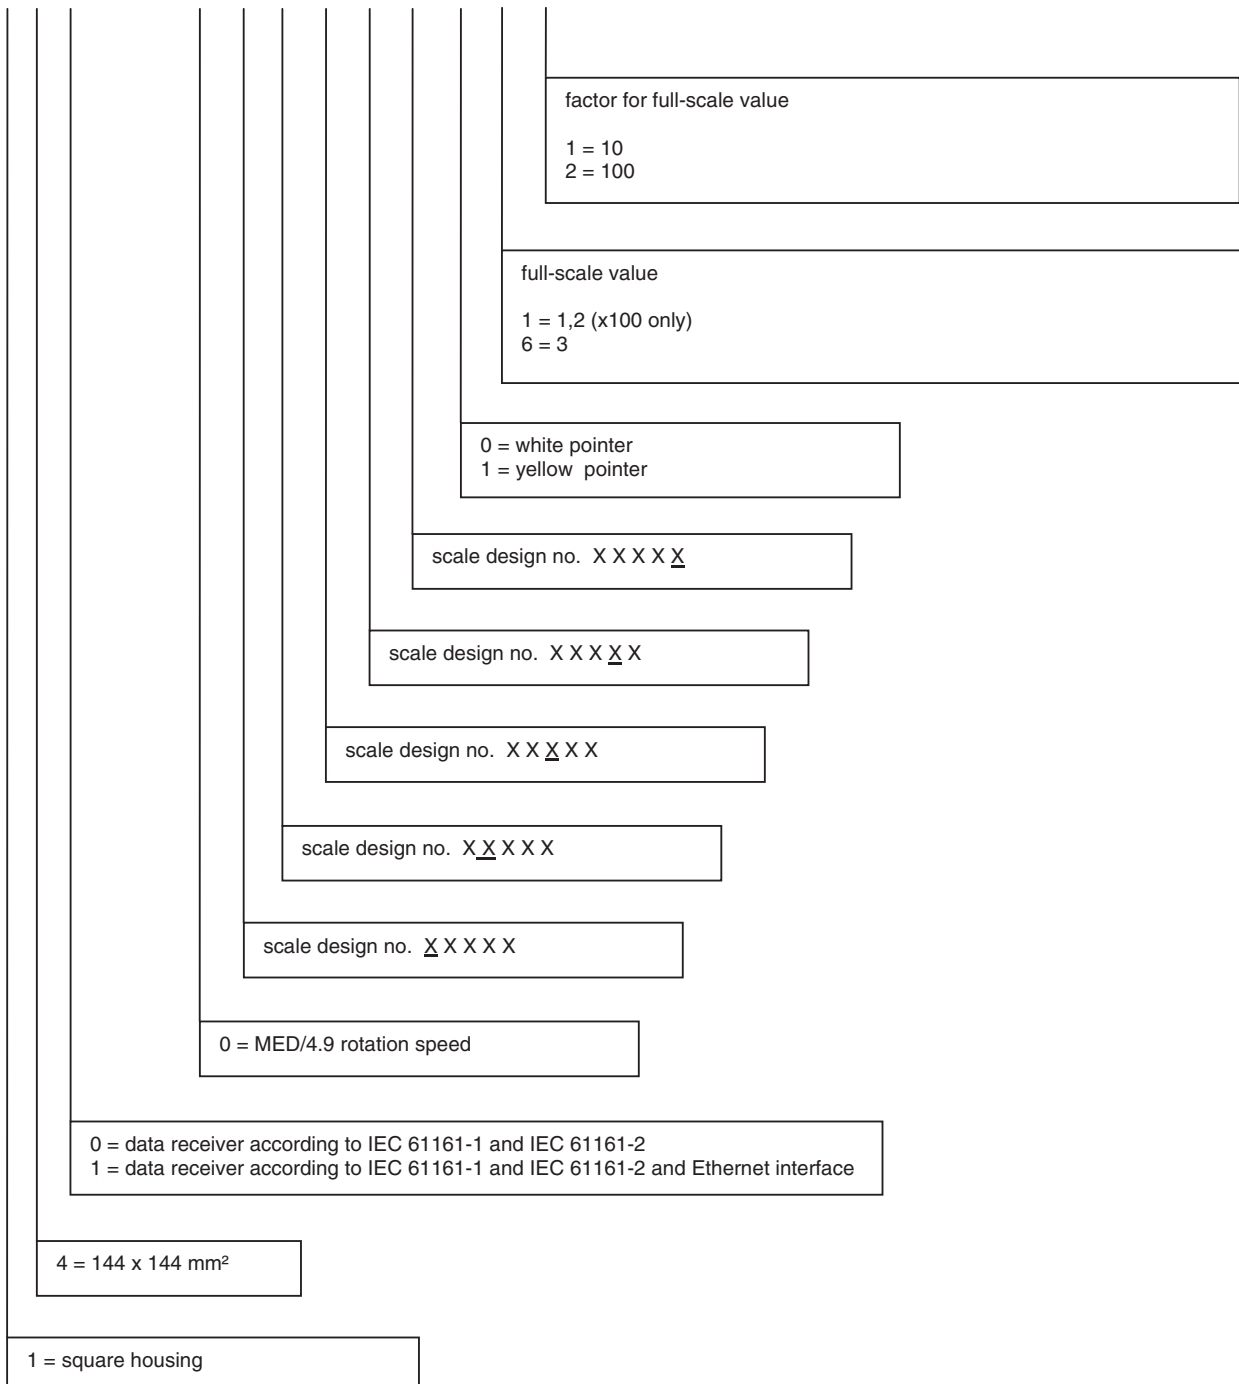 factor for full-scale value
1 = 10
2 = 100
full-scale value
1 = 1,2 (x100 only)
6 = 3
0 = white pointer
1 = yellow pointer
scale design no. X X X X X
scale design no. X X X X X
scale design no. X X X X X
scale design no. X X X X X
scale design no. X X X X X
0 = MED/4.9 rotation speed
0 = data receiver according to IEC 61161-1 and IEC 61161-2
1 = data receiver according to IEC 61161-1 and IEC 61161-2 and Ethernet interface
4 = 144 x 144 mm²
1 = square housing